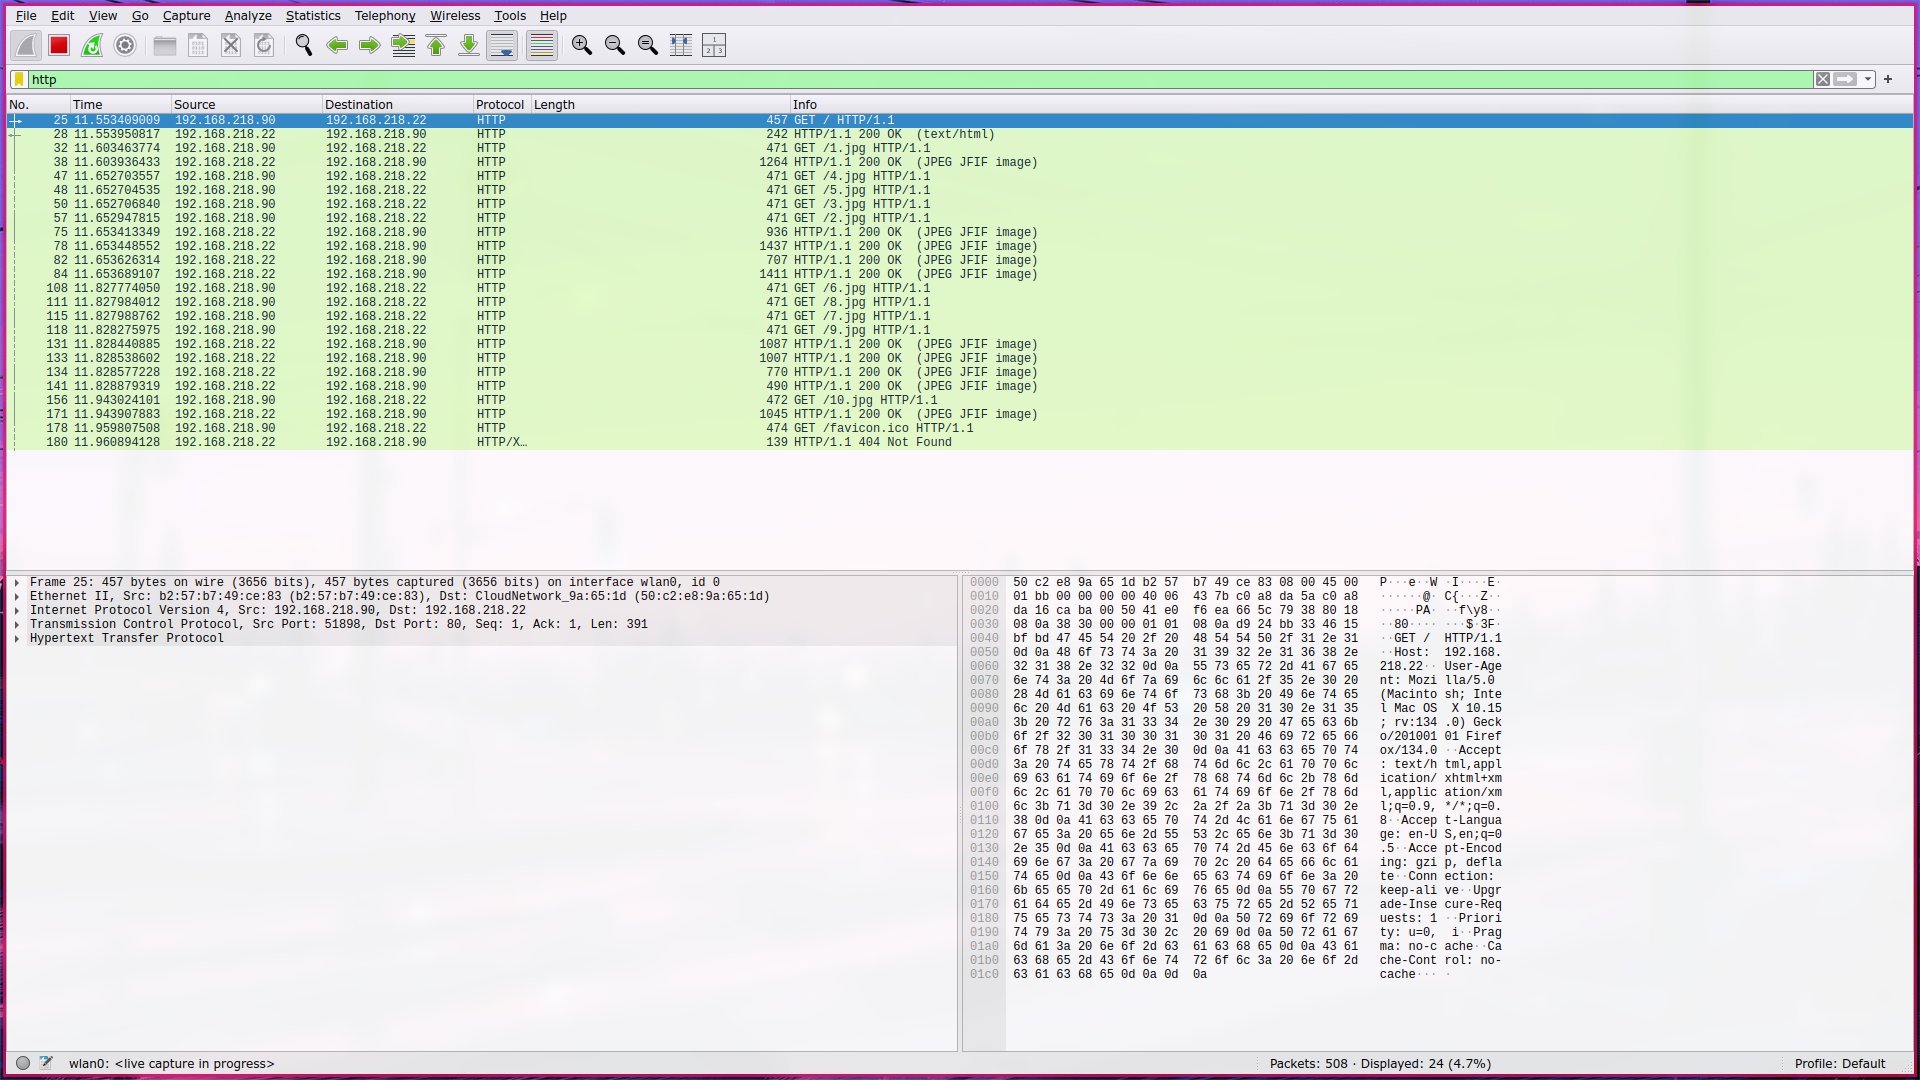 File Edit View Go Capture Analyze Statistics Telephony Wireless Tools Help
http
No. Time Source Destination Protocol Length Info
25 11.553409009 192.168.218.90 192.168.218.22 HTTP 457 GET / HTTP/1.1
28 11.553950817 192.168.218.22 192.168.218.90 HTTP 242 HTTP/1.1 200 OK (text/html)
32 11.603463774 192.168.218.90 192.168.218.22 HTTP 471 GET /1.jpg HTTP/1.1
38 11.603936433 192.168.218.22 192.168.218.90 HTTP 1264 HTTP/1.1 200 OK (JPEG JFIF image)
47 11.652703557 192.168.218.90 192.168.218.22 HTTP 471 GET /4.jpg HTTP/1.1
48 11.652704535 192.168.218.90 192.168.218.22 HTTP 471 GET /5.jpg HTTP/1.1
50 11.652706840 192.168.218.90 192.168.218.22 HTTP 471 GET /3.jpg HTTP/1.1
57 11.652947815 192.168.218.90 192.168.218.22 HTTP 471 GET /2.jpg HTTP/1.1
75 11.653413349 192.168.218.22 192.168.218.90 HTTP 936 HTTP/1.1 200 OK (JPEG JFIF image)
78 11.653448552 192.168.218.22 192.168.218.90 HTTP 1437 HTTP/1.1 200 OK (JPEG JFIF image)
82 11.653626314 192.168.218.22 192.168.218.90 HTTP 707 HTTP/1.1 200 OK (JPEG JFIF image)
84 11.653689107 192.168.218.22 192.168.218.90 HTTP 1411 HTTP/1.1 200 OK (JPEG JFIF image)
108 11.827774050 192.168.218.90 192.168.218.22 HTTP 471 GET /6.jpg HTTP/1.1
111 11.827984012 192.168.218.90 192.168.218.22 HTTP 471 GET /8.jpg HTTP/1.1
115 11.827988762 192.168.218.90 192.168.218.22 HTTP 471 GET /7.jpg HTTP/1.1
118 11.828275975 192.168.218.90 192.168.218.22 HTTP 471 GET /9.jpg HTTP/1.1
131 11.828440885 192.168.218.22 192.168.218.90 HTTP 1087 HTTP/1.1 200 OK (JPEG JFIF image)
133 11.828538602 192.168.218.22 192.168.218.90 HTTP 1007 HTTP/1.1 200 OK (JPEG JFIF image)
134 11.828577228 192.168.218.22 192.168.218.90 HTTP 770 HTTP/1.1 200 OK (JPEG JFIF image)
141 11.828879319 192.168.218.22 192.168.218.90 HTTP 490 HTTP/1.1 200 OK (JPEG JFIF image)
156 11.943024101 192.168.218.90 192.168.218.22 HTTP 472 GET /10.jpg HTTP/1.1
171 11.943907883 192.168.218.22 192.168.218.90 HTTP 1045 HTTP/1.1 200 OK (JPEG JFIF image)
178 11.959807508 192.168.218.90 192.168.218.22 HTTP 474 GET /favicon.ico HTTP/1.1
180 11.960894128 192.168.218.22 192.168.218.90 HTTP/X… 139 HTTP/1.1 404 Not Found
Frame 25: 457 bytes on wire (3656 bits), 457 bytes captured (3656 bits) on interface wlan0, id 0
Ethernet II, Src: b2:57:b7:49:ce:83 (b2:57:b7:49:ce:83), Dst: CloudNetwork_9a:65:1d (50:c2:e8:9a:65:1d)
Internet Protocol Version 4, Src: 192.168.218.90, Dst: 192.168.218.22
Transmission Control Protocol, Src Port: 51898, Dst Port: 80, Seq: 1, Ack: 1, Len: 391
Hypertext Transfer Protocol
0000 50 c2 e8 9a 65 1d b2 57 b7 49 ce 83 08 00 45 00 P···e··W ·I····E·
0010 01 bb 00 00 00 00 40 06 43 7b c0 a8 da 5a c0 a8 ······@· C{···Z··
0020 da 16 ca ba 00 50 41 e0 f6 ea 66 5c 79 38 80 18 ·····PA· ··f\y8··
0030 08 0a 38 30 00 00 01 01 08 0a d9 24 bb 33 46 15 ··80···· ···$·3F·
0040 bf bd 47 45 54 20 2f 20 48 54 54 50 2f 31 2e 31 ··GET / HTTP/1.1
0050 0d 0a 48 6f 73 74 3a 20 31 39 32 2e 31 36 38 2e ··Host: 192.168.
0060 32 31 38 2e 32 32 0d 0a 55 73 65 72 2d 41 67 65 218.22·· User-Age
0070 6e 74 3a 20 4d 6f 7a 69 6c 6c 61 2f 35 2e 30 20 nt: Mozi lla/5.0
0080 28 4d 61 63 69 6e 74 6f 73 68 3b 20 49 6e 74 65 (Macinto sh; Inte
0090 6c 20 4d 61 63 20 4f 53 20 58 20 31 30 2e 31 35 l Mac OS X 10.15
00a0 3b 20 72 76 3a 31 33 34 2e 30 29 20 47 65 63 6b ; rv:134 .0) Geck
00b0 6f 2f 32 30 31 30 30 31 30 31 20 46 69 72 65 66 o/201001 01 Firef
00c0 6f 78 2f 31 33 34 2e 30 0d 0a 41 63 63 65 70 74 ox/134.0 ··Accept
00d0 3a 20 74 65 78 74 2f 68 74 6d 6c 2c 61 70 70 6c : text/h tml,appl
00e0 69 63 61 74 69 6f 6e 2f 78 68 74 6d 6c 2b 78 6d ication/ xhtml+xm
00f0 6c 2c 61 70 70 6c 69 63 61 74 69 6f 6e 2f 78 6d l,applic ation/xm
0100 6c 3b 71 3d 30 2e 39 2c 2a 2f 2a 3b 71 3d 30 2e l;q=0.9, */*;q=0.
0110 38 0d 0a 41 63 63 65 70 74 2d 4c 61 6e 67 75 61 8··Accep t-Langua
0120 67 65 3a 20 65 6e 2d 55 53 2c 65 6e 3b 71 3d 30 ge: en-U S,en;q=0
0130 2e 35 0d 0a 41 63 63 65 70 74 2d 45 6e 63 6f 64 .5··Acce pt-Encod
0140 69 6e 67 3a 20 67 7a 69 70 2c 20 64 65 66 6c 61 ing: gzi p, defla
0150 74 65 0d 0a 43 6f 6e 6e 65 63 74 69 6f 6e 3a 20 te··Conn ection:
0160 6b 65 65 70 2d 61 6c 69 76 65 0d 0a 55 70 67 72 keep-ali ve··Upgr
0170 61 64 65 2d 49 6e 73 65 63 75 72 65 2d 52 65 71 ade-Inse cure-Req
0180 75 65 73 74 73 3a 20 31 0d 0a 50 72 69 6f 72 69 uests: 1 ··Priori
0190 74 79 3a 20 75 3d 30 2c 20 69 0d 0a 50 72 61 67 ty: u=0, i··Prag
01a0 6d 61 3a 20 6e 6f 2d 63 61 63 68 65 0d 0a 43 61 ma: no-c ache··Ca
01b0 63 68 65 2d 43 6f 6e 74 72 6f 6c 3a 20 6e 6f 2d che-Cont rol: no-
01c0 63 61 63 68 65 0d 0a 0d 0a cache··· ·
wlan0: <live capture in progress> Packets: 508 · Displayed: 24 (4.7%) Profile: Default